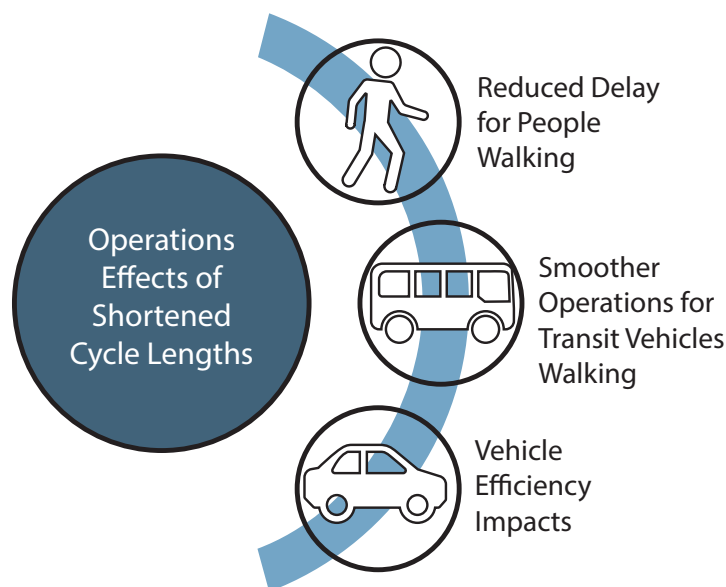 Operations
Effects of
Shortened
Cycle Lengths
Reduced Delay
for People
Walking
Smoother
Operations for
Transit Vehicles
Walking
Vehicle
Efficiency
Impacts